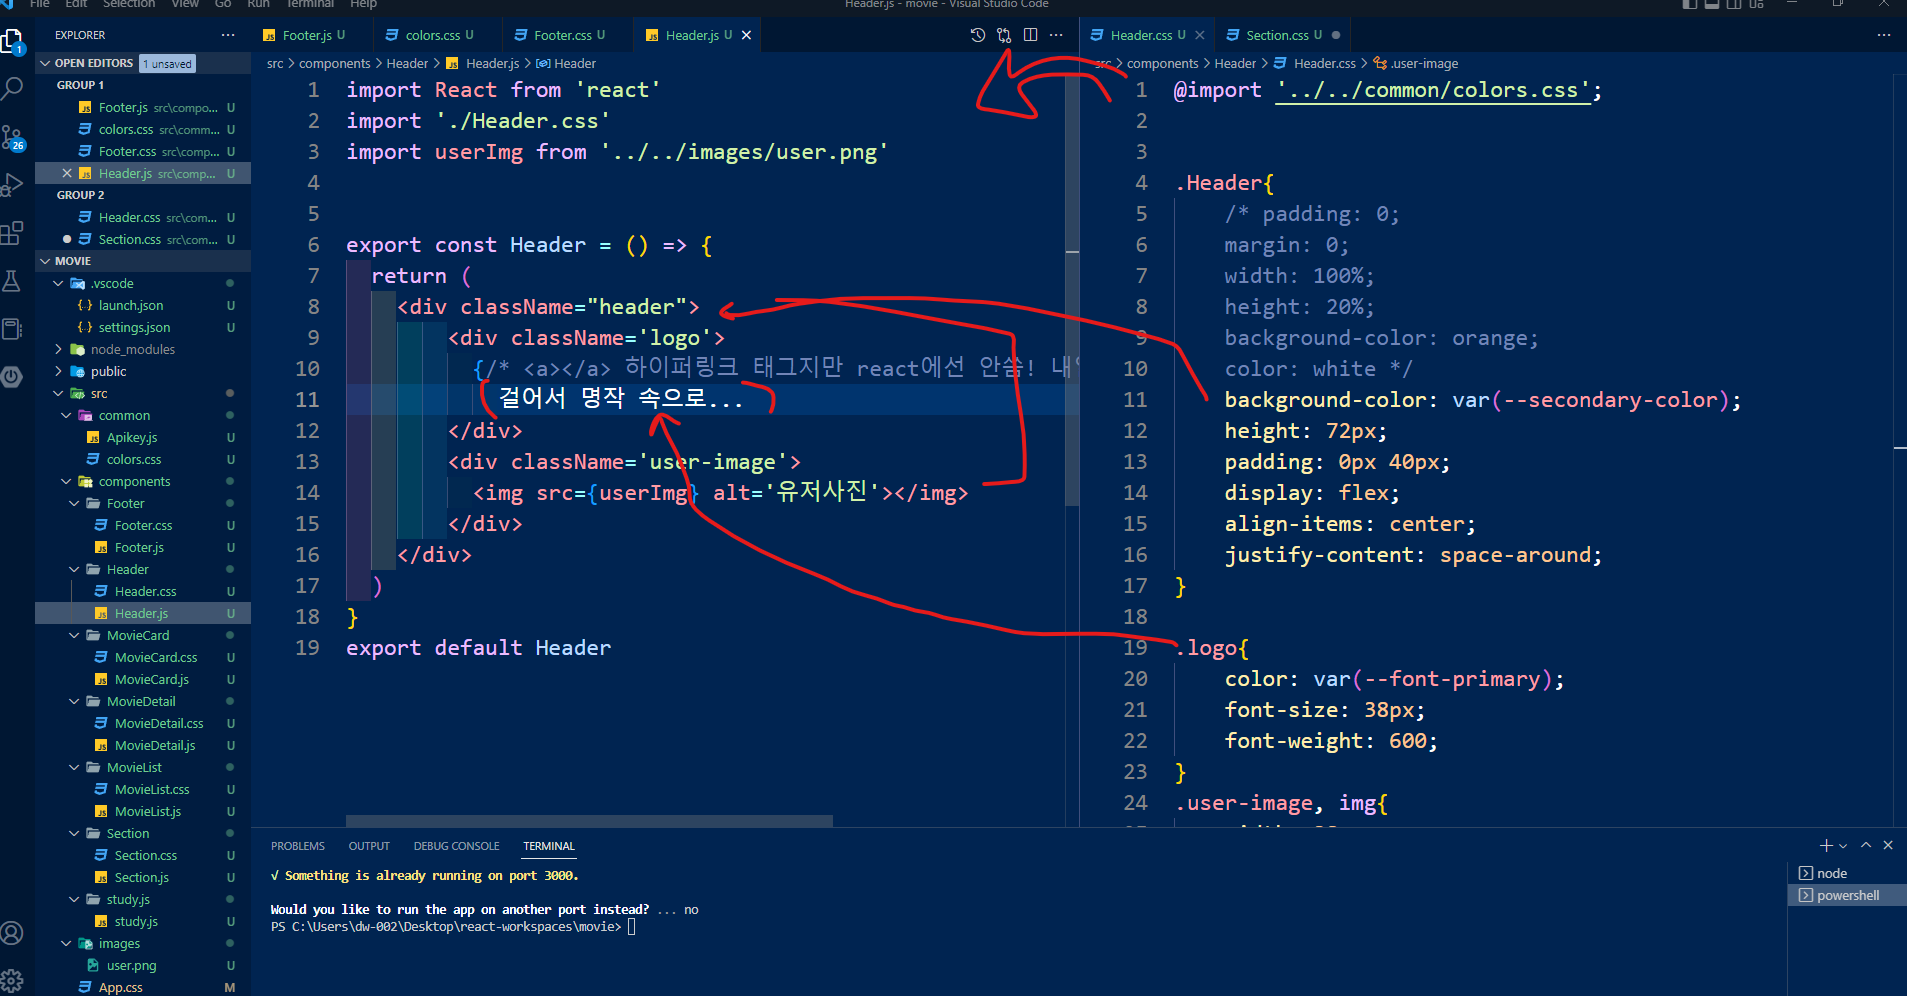 File Edit Selection View Go Run Terminal Help
Header.js - movie - Visual Studio Code
EXPLORER
OPEN EDITORS 1 unsaved
GROUP 1
Footer.js src\compo... U
colors.css src\comm... U
Footer.css src\comp... U
Header.js src\comp... U
GROUP 2
Header.css src\com... U
Section.css src\com... U
MOVIE
.vscode
launch.json U
settings.json U
node_modules
public
src
common
Apikey.js U
colors.css U
components
Footer
Footer.css U
Footer.js U
Header
Header.css U
Header.js U
MovieCard
MovieCard.css U
MovieCard.js U
MovieDetail
MovieDetail.css U
MovieDetail.js U
MovieList
MovieList.css U
MovieList.js U
Section
Section.css U
Section.js U
study.js
study.js U
images
user.png U
App.css M
1
26
Footer.js U colors.css U Footer.css U Header.js U
src > components > Header > Header.js > Header
1 import React from 'react'
2 import './Header.css'
3 import userImg from '../../images/user.png'
4
5
6 export const Header = () => {
7 return (
8 <div className="header">
9 <div className='logo'>
10 {/* <a></a> 하이퍼링크 태그지만 react에선 안씀!
11 걸어서 명작 속으로...
12 </div>
13 <div className='user-image'>
14 <img src={userImg} alt='유저사진'></img>
15 </div>
16 </div>
17 )
18 }
19 export default Header
Header.css U Section.css U
src > components > Header > Header.css > .user-image
1 @import '../../common/colors.css';
2
3
4 .Header{
5 /* padding: 0;
6 margin: 0;
7 width: 100%;
8 height: 20%;
9 background-color: orange;
10 color: white */
11 background-color: var(--secondary-color);
12 height: 72px;
13 padding: 0px 40px;
14 display: flex;
15 align-items: center;
16 justify-content: space-around;
17 }
18
19 .logo{
20 color: var(--font-primary);
21 font-size: 38px;
22 font-weight: 600;
23 }
24 .user-image, img{
PROBLEMS OUTPUT DEBUG CONSOLE TERMINAL
√ Something is already running on port 3000.
Would you like to run the app on another port instead? ... no
PS C:\Users\dw-002\Desktop\react-workspaces\movie>
node
powershell